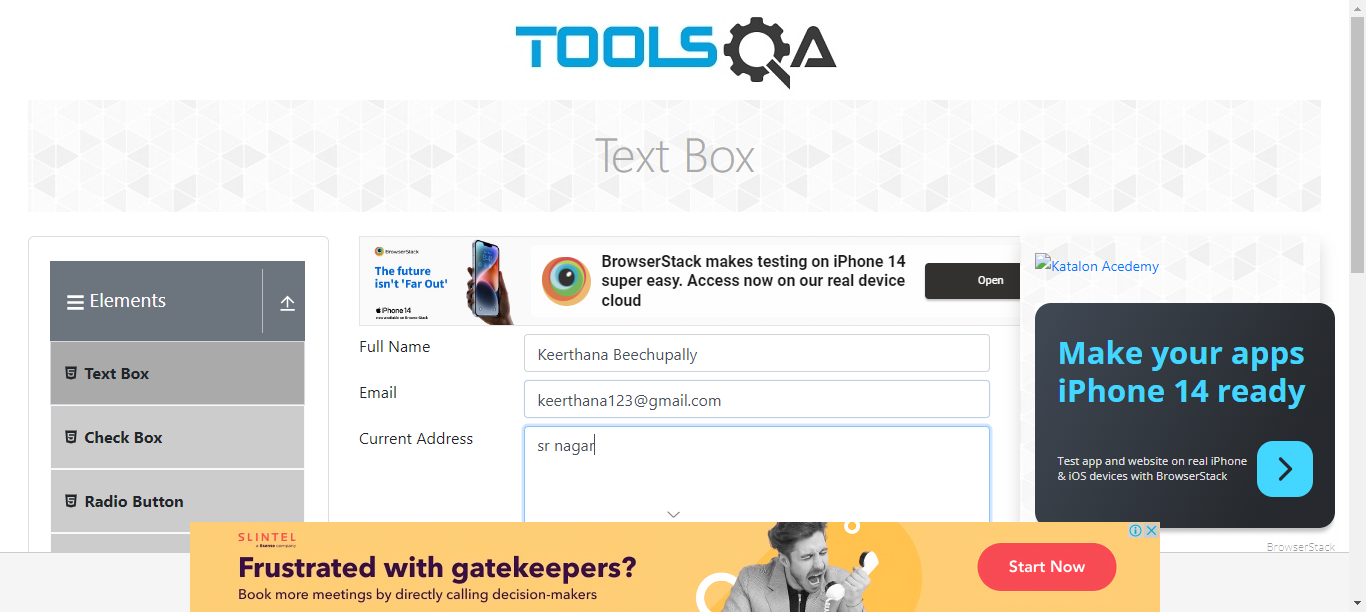 TOOLSQA
Text Box
Elements
Text Box
Check Box
Radio Button
BrowserStack
The future
isn't 'Far Out'
iPhone 14
now available on BrowserStack
BrowserStack makes testing on iPhone 14
super easy. Access now on our real device
cloud
Open
Full Name
Keerthana Beechupally
Email
keerthana123@gmail.com
Current Address
sr nagar
Katalon Acedemy
Make your apps
iPhone 14 ready
Test app and website on real iPhone
& iOS devices with BrowserStack
BrowserStack
SLINTEL
Frustrated with gatekeepers?
Book more meetings by directly calling decision-makers
Start Now